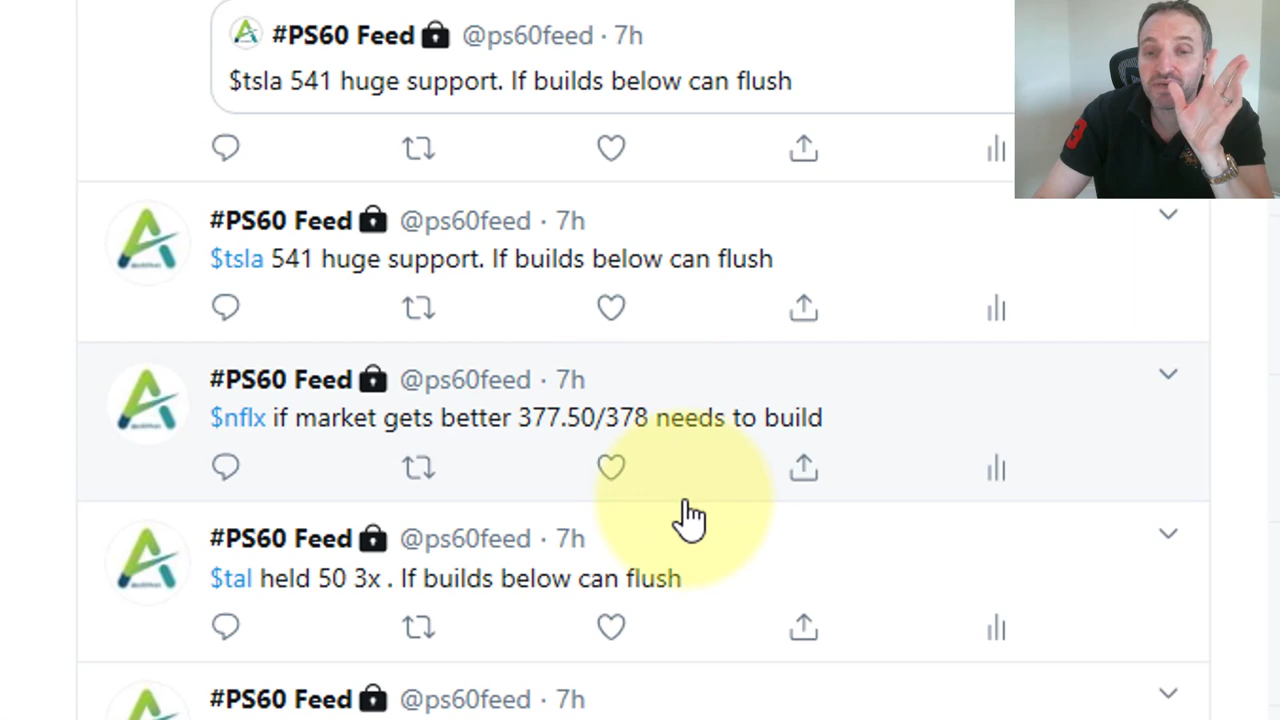 #PS60 Feed @ps60feed · 7h
$tsla 541 huge support. If builds below can flush
#PS60 Feed @ps60feed · 7h
$tsla 541 huge support. If builds below can flush
#PS60 Feed @ps60feed · 7h
$nflx if market gets better 377.50/378 needs to build
#PS60 Feed @ps60feed · 7h
$tal held 50 3x . If builds below can flush
#PS60 Feed @ps60feed · 7h